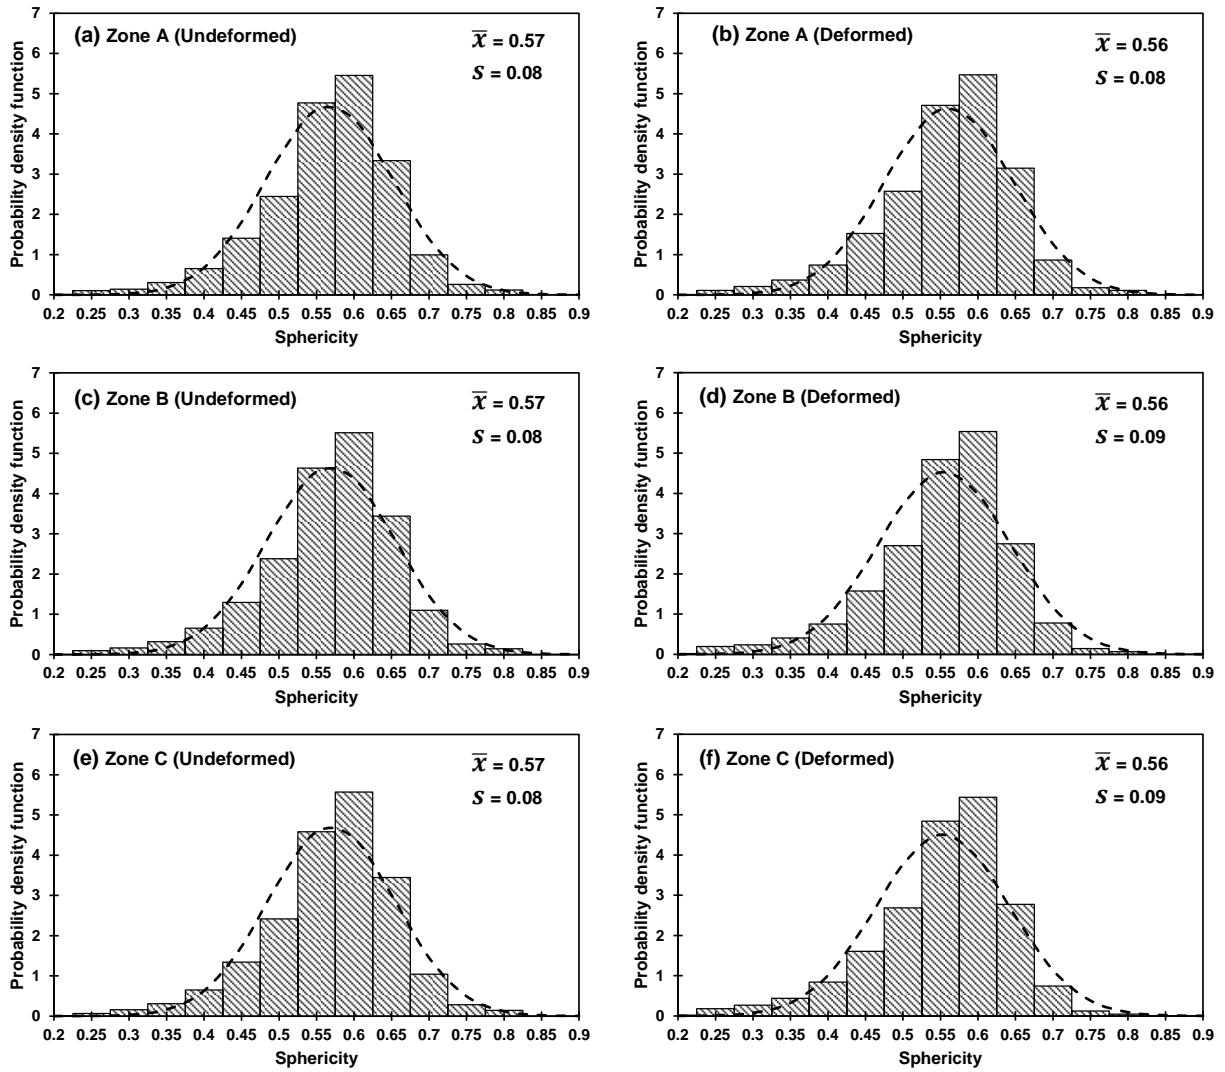 (a) Zone A (Undeformed)
x̄ = 0.57
s = 0.08
Probability density function
7
6
5
4
3
2
1
0
0.2 0.25 0.3 0.35 0.4 0.45 0.5 0.55 0.6 0.65 0.7 0.75 0.8 0.85 0.9
Sphericity
(b) Zone A (Deformed)
x̄ = 0.56
s = 0.08
Probability density function
7
6
5
4
3
2
1
0
0.2 0.25 0.3 0.35 0.4 0.45 0.5 0.55 0.6 0.65 0.7 0.75 0.8 0.85 0.9
Sphericity
(c) Zone B (Undeformed)
x̄ = 0.57
s = 0.08
Probability density function
7
6
5
4
3
2
1
0
0.2 0.25 0.3 0.35 0.4 0.45 0.5 0.55 0.6 0.65 0.7 0.75 0.8 0.85 0.9
Sphericity
(d) Zone B (Deformed)
x̄ = 0.56
s = 0.09
Probability density function
7
6
5
4
3
2
1
0
0.2 0.25 0.3 0.35 0.4 0.45 0.5 0.55 0.6 0.65 0.7 0.75 0.8 0.85 0.9
Sphericity
(e) Zone C (Undeformed)
x̄ = 0.57
s = 0.08
Probability density function
7
6
5
4
3
2
1
0
0.2 0.25 0.3 0.35 0.4 0.45 0.5 0.55 0.6 0.65 0.7 0.75 0.8 0.85 0.9
Sphericity
(f) Zone C (Deformed)
x̄ = 0.56
s = 0.09
Probability density function
7
6
5
4
3
2
1
0
0.2 0.25 0.3 0.35 0.4 0.45 0.5 0.55 0.6 0.65 0.7 0.75 0.8 0.85 0.9
Sphericity